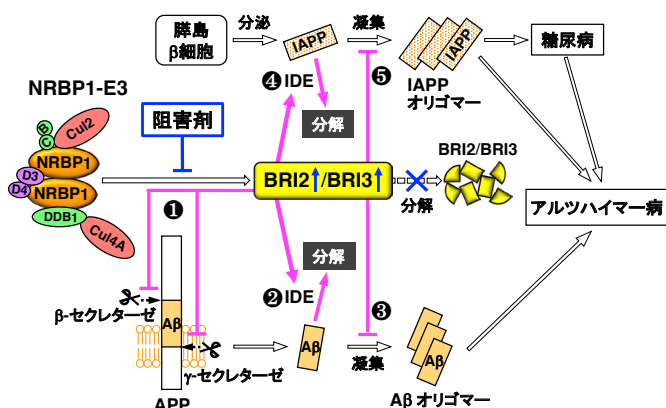 膵島
β細胞
分泌
IAPP
凝集
IAPP
IAPP
オリゴマー
糖尿病
NRBP1-E3
B
C
Cul2
NRBP1
D3
D4
NRBP1
DDB1
Cul4A
阻害剤
❹ IDE
分解
❺
BRI2↑/BRI3↑
BRI2/BRI3
分解
アルツハイマー病
❶
分解
❷ IDE
❸
β-セクレターゼ
Aβ
γ-セクレターゼ
APP
Aβ
凝集
Aβ
Aβ オリゴマー